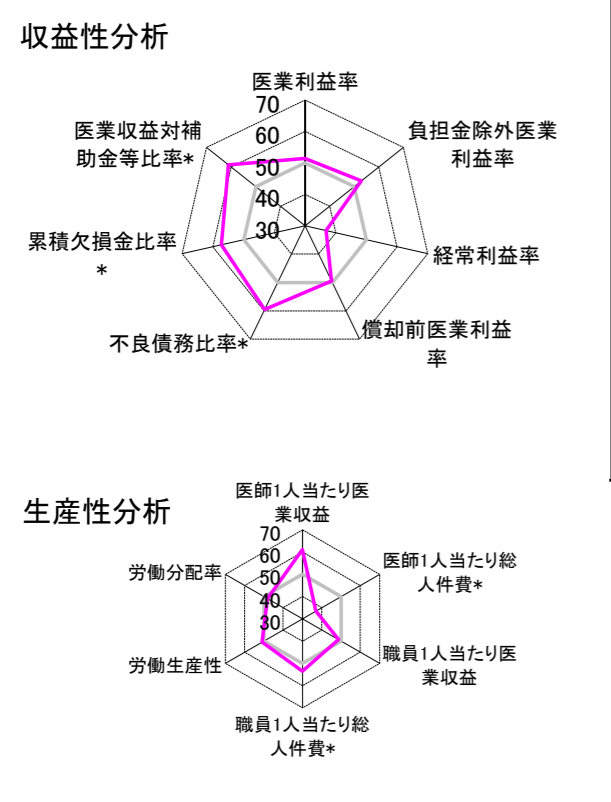 収益性分析
医業利益率
70
60
50
40
30
負担金除外医業
利益率
経常利益率
償却前医業利益
率
不良債務比率*
累積欠損金比率
*
医業収益対補
助金等比率*
生産性分析
医師1人当たり医
業収益
70
60
50
40
30
医師1人当たり総
人件費*
職員1人当たり医
業収益
職員1人当たり総
人件費*
労働生産性
労働分配率